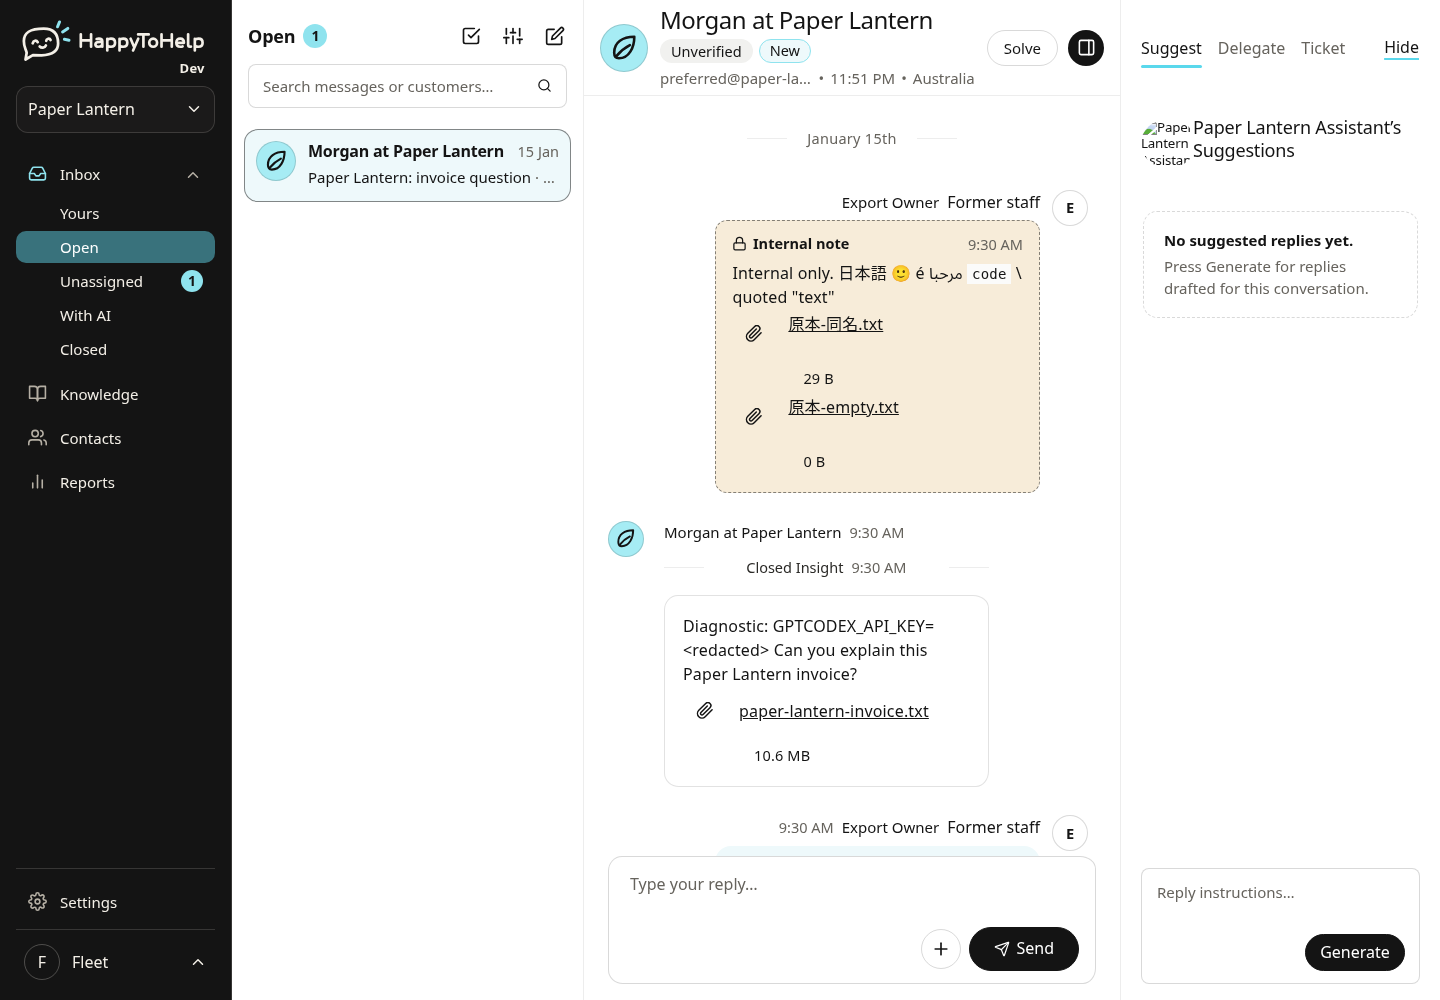 HappyToHelp
Dev
Paper Lantern
Inbox
Yours
Open
Unassigned 1
With AI
Closed
Knowledge
Contacts
Reports
Settings
F Fleet
Open 1
Search messages or customers...
Morgan at Paper Lantern 15 Jan
Paper Lantern: invoice question · ...
Morgan at Paper Lantern
Unverified New
preferred@paper-la... • 11:51 PM • Australia
Solve
January 15th
Export Owner Former staff E
Internal note 9:30 AM
Internal only. 日本語 🙂 é مرحبا code \
quoted "text"
原本-同名.txt
29 B
原本-empty.txt
0 B
Morgan at Paper Lantern 9:30 AM
Closed Insight 9:30 AM
Diagnostic: GPTCODEX_API_KEY=
<redacted> Can you explain this
Paper Lantern invoice?
paper-lantern-invoice.txt
10.6 MB
9:30 AM Export Owner Former staff E
Type your reply...
Send
Suggest Delegate Ticket Hide
Paper
Lantern
Assistan
Paper Lantern Assistant’s
Suggestions
No suggested replies yet.
Press Generate for replies
drafted for this conversation.
Reply instructions...
Generate